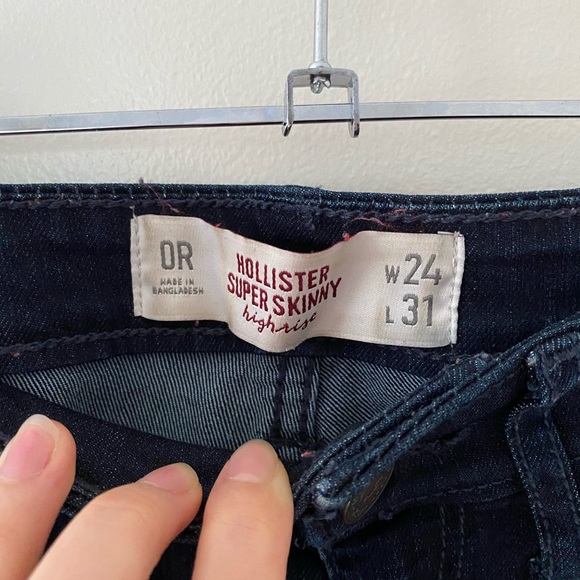 0R
MADE IN
BANGLADESH
HOLLISTER
SUPER SKINNY
high-rise
W 24
L 31